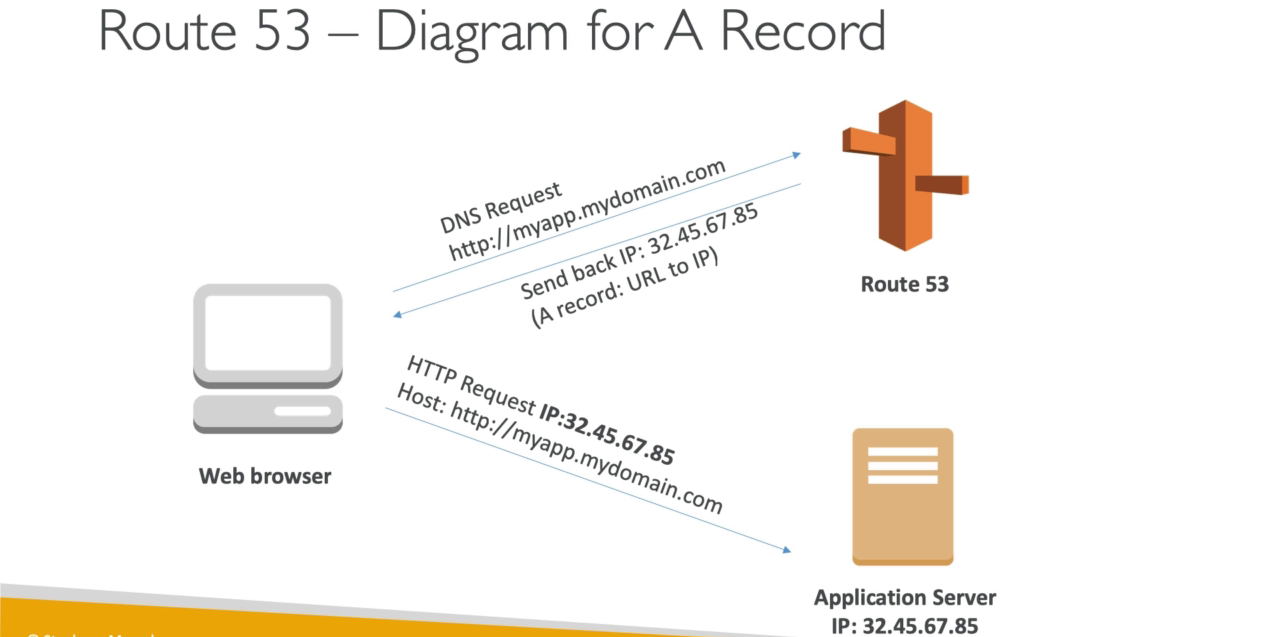 Route 53 – Diagram for A Record
DNS Request
http://myapp.mydomain.com
Send back IP: 32.45.67.85
(A record: URL to IP)
Route 53
HTTP Request IP:32.45.67.85
Host: http://myapp.mydomain.com
Web browser
Application Server
IP: 32.45.67.85